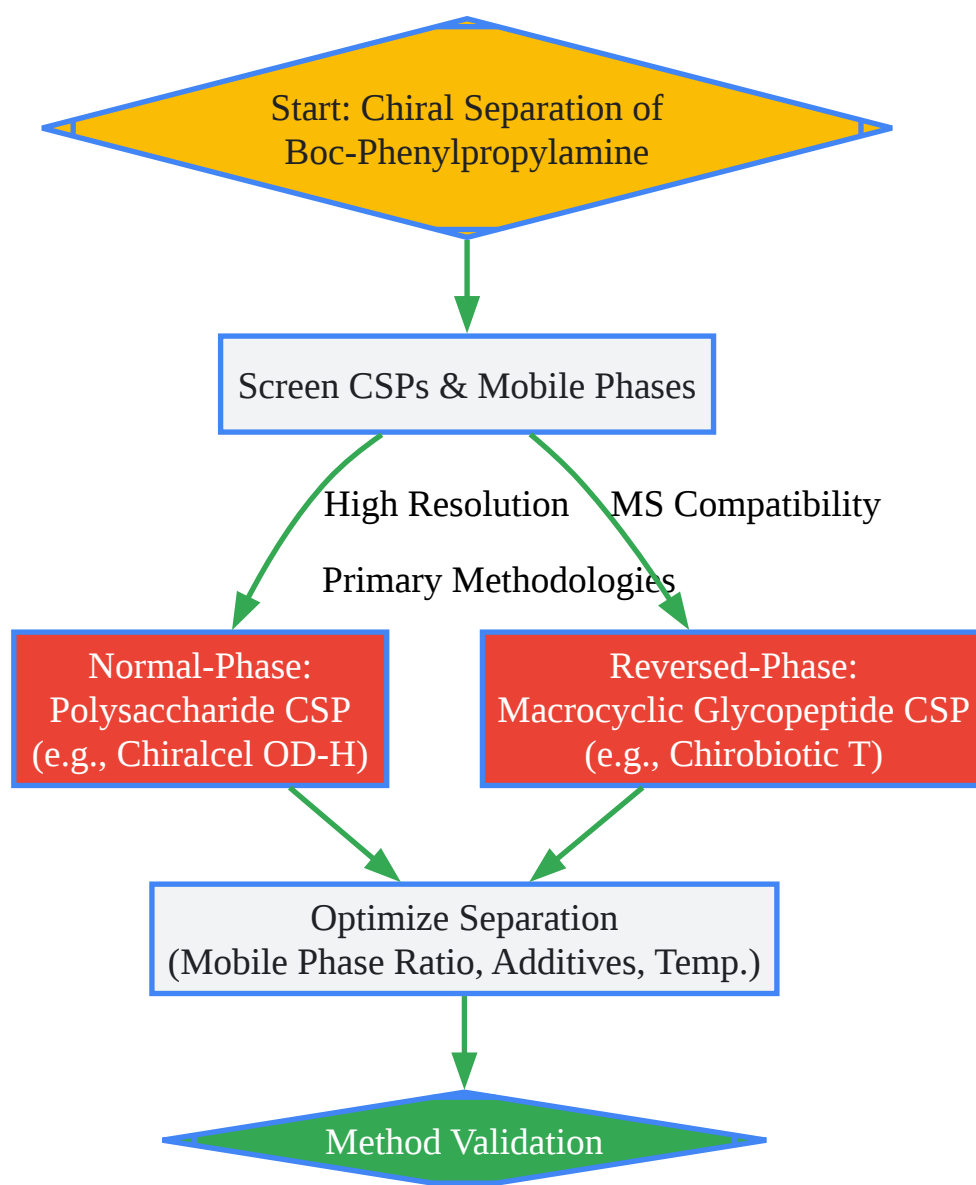 Start: Chiral Separation of
Boc-Phenylpropylamine
Screen CSPs & Mobile Phases
High Resolution
MS Compatibility
Primary Methodologies
Normal-Phase:
Polysaccharide CSP
(e.g., Chiralcel OD-H)
Reversed-Phase:
Macrocyclic Glycopeptide CSP
(e.g., Chirobiotic T)
Optimize Separation
(Mobile Phase Ratio, Additives, Temp.)
Method Validation